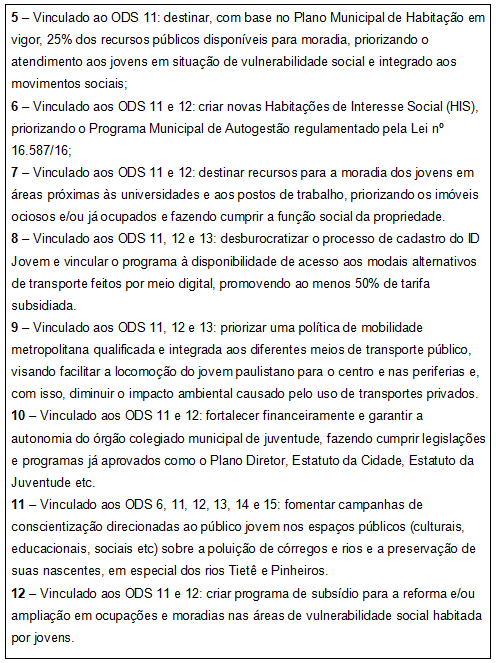 5 – Vinculado ao ODS 11: destinar, com base no Plano Municipal de Habitação em
vigor, 25% dos recursos públicos disponíveis para moradia, priorizando o
atendimento aos jovens em situação de vulnerabilidade social e integrado aos
movimentos sociais;
6 – Vinculado aos ODS 11 e 12: criar novas Habitações de Interesse Social (HIS),
priorizando o Programa Municipal de Autogestão regulamentado pela Lei nº
16.587/16;
7 – Vinculado aos ODS 11 e 12: destinar recursos para a moradia dos jovens em
áreas próximas às universidades e aos postos de trabalho, priorizando os imóveis
ociosos e/ou já ocupados e fazendo cumprir a função social da propriedade.
8 – Vinculado aos ODS 11, 12 e 13: desburocratizar o processo de cadastro do ID
Jovem e vincular o programa à disponibilidade de acesso aos modais alternativos
de transporte feitos por meio digital, promovendo ao menos 50% de tarifa
subsidiada.
9 – Vinculado aos ODS 11, 12 e 13: priorizar uma política de mobilidade
metropolitana qualificada e integrada aos diferentes meios de transporte público,
visando facilitar a locomoção do jovem paulistano para o centro e nas periferias e,
com isso, diminuir o impacto ambiental causado pelo uso de transportes privados.
10 – Vinculado aos ODS 11 e 12: fortalecer financeiramente e garantir a
autonomia do órgão colegiado municipal de juventude, fazendo cumprir legislações
e programas já aprovados como o Plano Diretor, Estatuto da Cidade, Estatuto da
Juventude etc.
11 – Vinculado aos ODS 6, 11, 12, 13, 14 e 15: fomentar campanhas de
conscientização direcionadas ao público jovem nos espaços públicos (culturais,
educacionais, sociais etc) sobre a poluição de córregos e rios e a preservação de
suas nascentes, em especial dos rios Tietê e Pinheiros.
12 – Vinculado aos ODS 11 e 12: criar programa de subsídio para a reforma e/ou
ampliação em ocupações e moradias nas áreas de vulnerabilidade social habitada
por jovens.